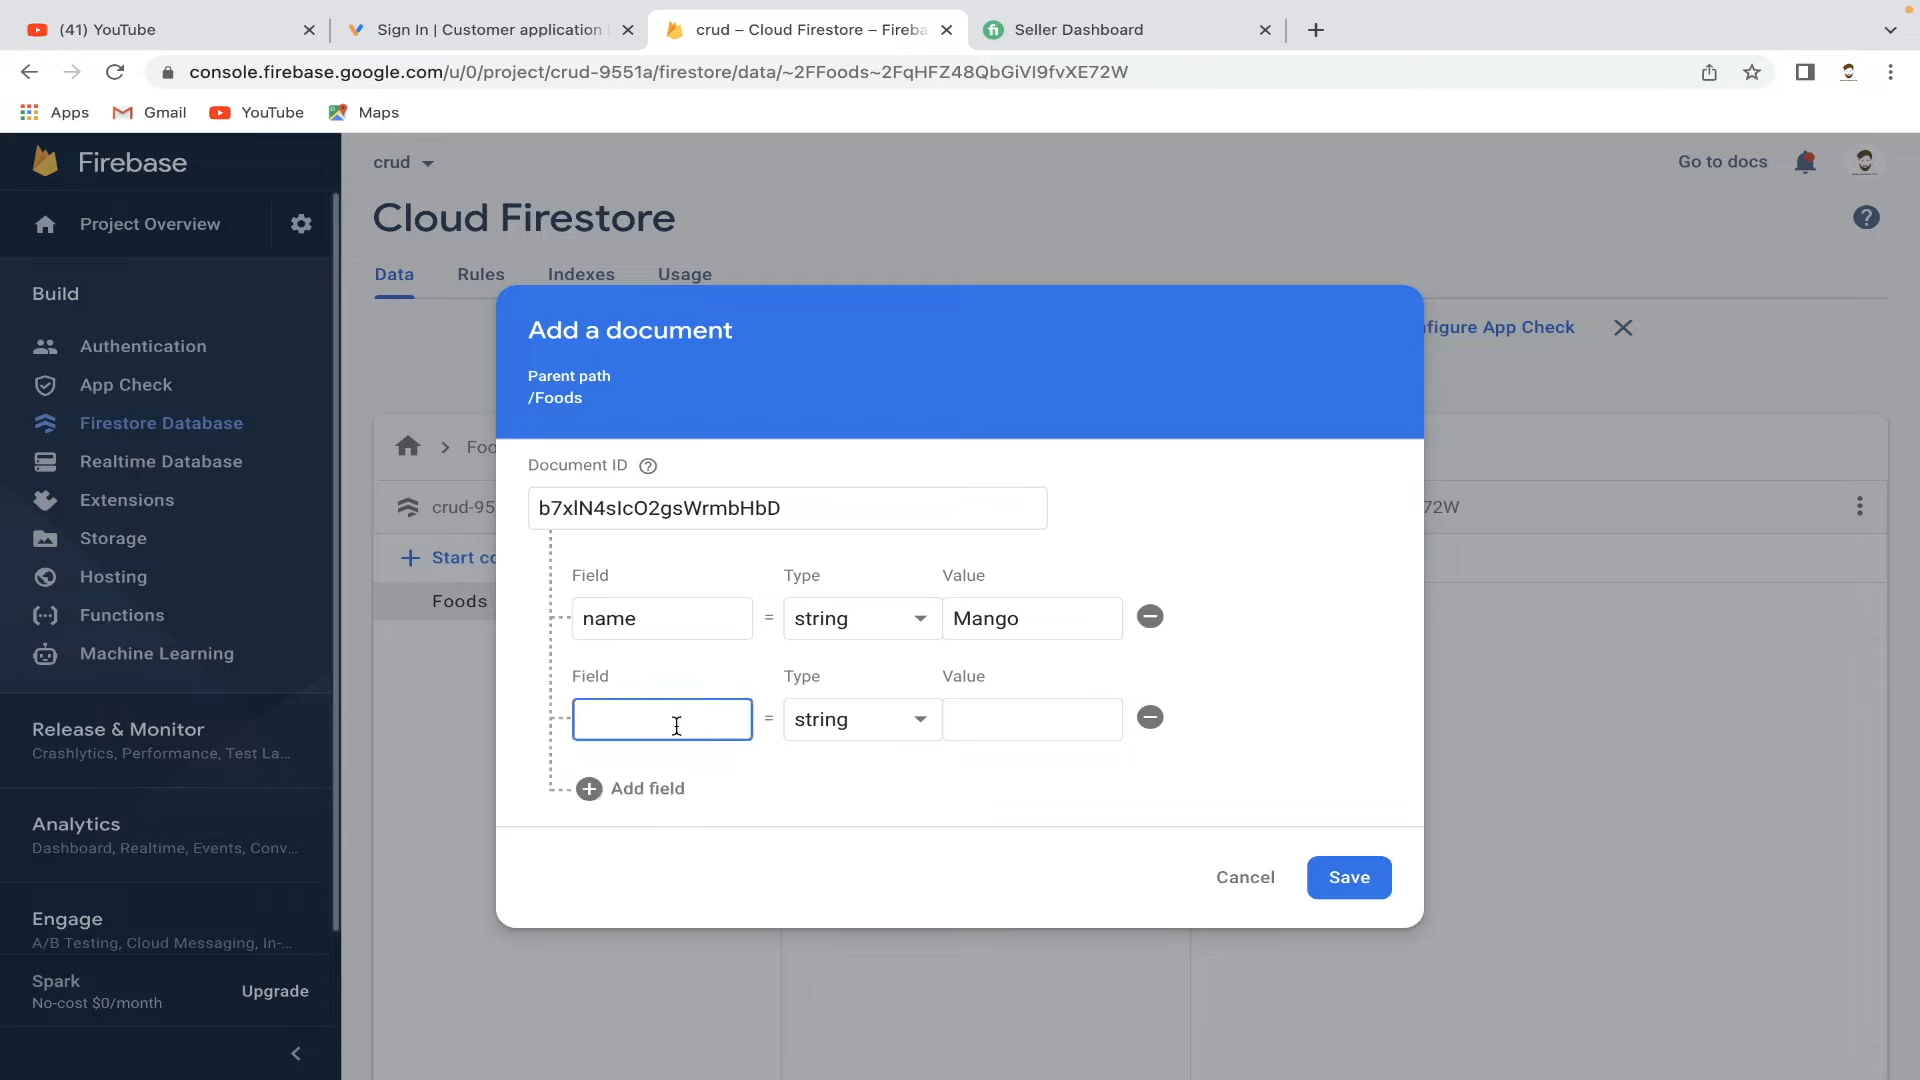 (41) YouTube
Sign In | Customer application
crud – Cloud Firestore – Fireba
Seller Dashboard
console.firebase.google.com/u/0/project/crud-9551a/firestore/data/~2FFoods~2FqHFZ48QbGiVI9fvXE72W
Apps
Gmail
YouTube
Maps
Firebase
crud
Go to docs
Project Overview
Cloud Firestore
Data
Rules
Indexes
Usage
Build
Authentication
App Check
Firestore Database
Realtime Database
Extensions
Storage
Hosting
Functions
Machine Learning
Release & Monitor
Crashlytics, Performance, Test La...
Analytics
Dashboard, Realtime, Events, Conv...
Engage
A/B Testing, Cloud Messaging, In-...
Spark
No-cost $0/month
Upgrade
figure App Check
Foo
crud-95
72W
Start co
Foods
Add a document
Parent path
/Foods
Document ID
b7xlN4sIcO2gsWrmbHbD
Field Type Value
name = string Mango
Field Type Value
= string
Add field
Cancel
Save